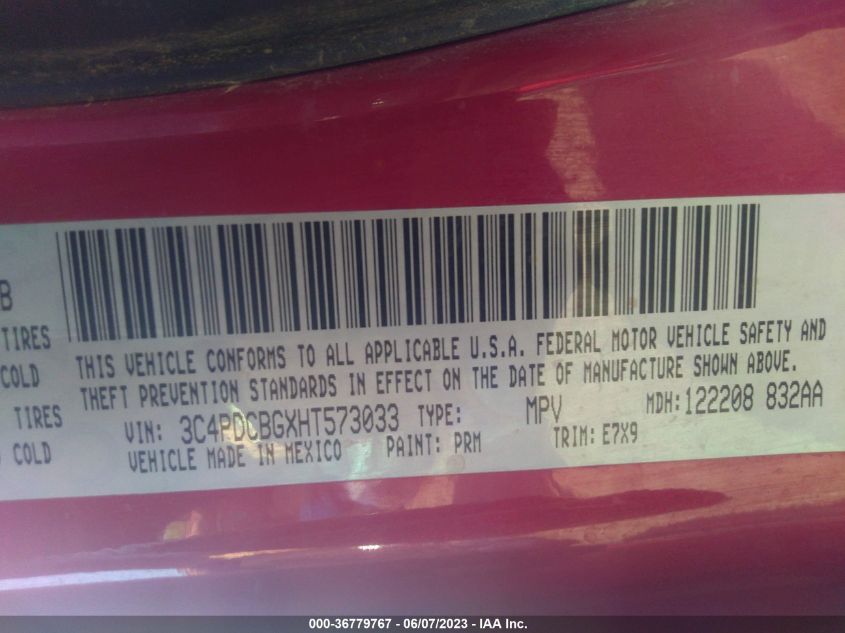 B
TIRES
COLD
TIRES
COLD
THIS VEHICLE CONFORMS TO ALL APPLICABLE U.S.A. FEDERAL MOTOR VEHICLE SAFETY AND
THEFT PREVENTION STANDARDS IN EFFECT ON THE DATE OF MANUFACTURE SHOWN ABOVE.
VIN: 3C4PDCBGXHT573033 TYPE: MPV MDH:122208 832AA
VEHICLE MADE IN MEXICO PAINT: PRM TRIM: E7X9
000-36779767 - 06/07/2023 - IAA Inc.